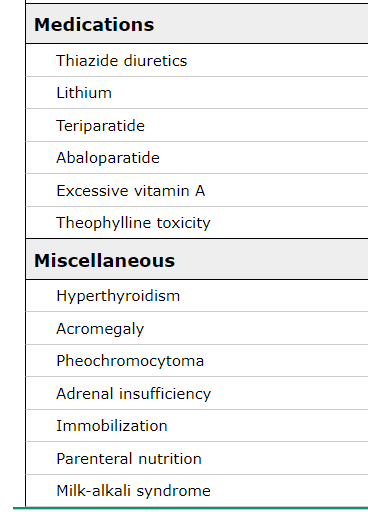 Medications
Thiazide diuretics
Lithium
Teriparatide
Abaloparatide
Excessive vitamin A
Theophylline toxicity
Miscellaneous
Hyperthyroidism
Acromegaly
Pheochromocytoma
Adrenal insufficiency
Immobilization
Parenteral nutrition
Milk-alkali syndrome